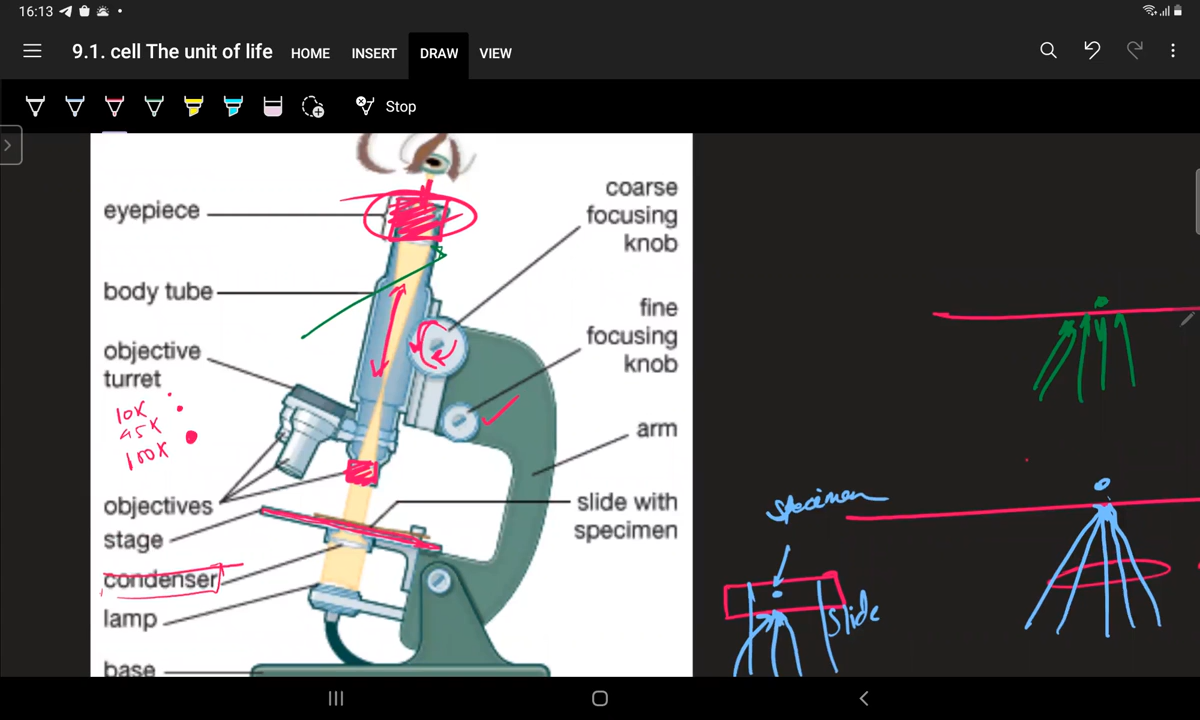 16:13
9.1. cell The unit of life
HOME
INSERT
DRAW
VIEW
Stop
eyepiece
body tube
objective
turret
10X
45X
100X
objectives
stage
condenser
lamp
base
coarse
focusing
knob
fine
focusing
knob
arm
slide with
specimen
specimen
slide